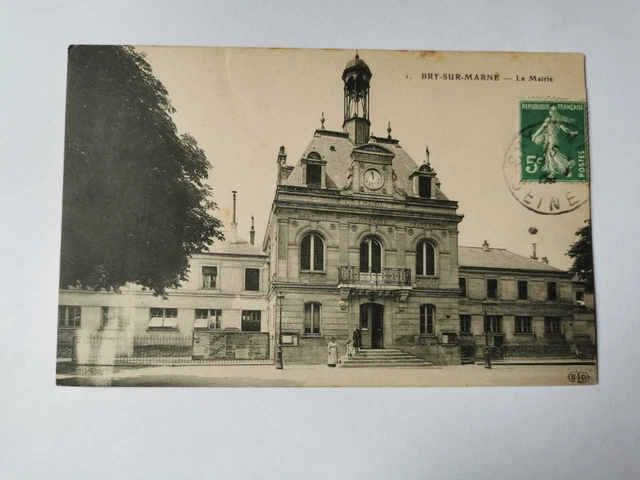 1. BRY-SUR-MARNE — La Mairie
REPUBLIQUE FRANÇAISE
5c
POSTES
SEINE
ELD